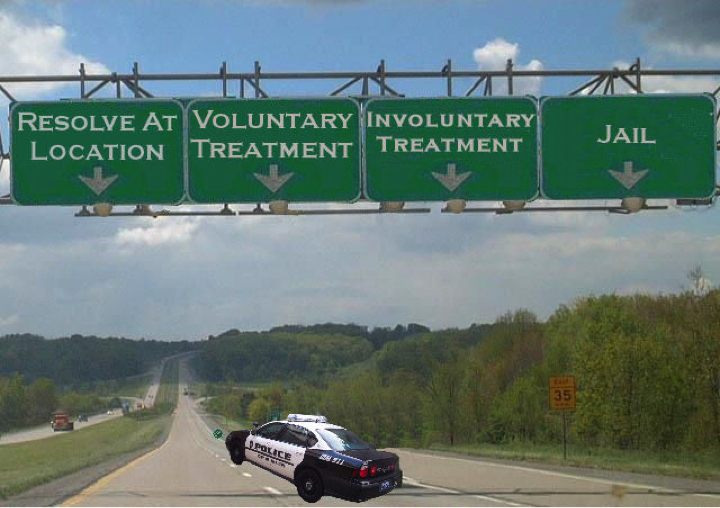 RESOLVE AT
LOCATION
VOLUNTARY
TREATMENT
INVOLUNTARY
TREATMENT
JAIL
EXIT
35
POLICE